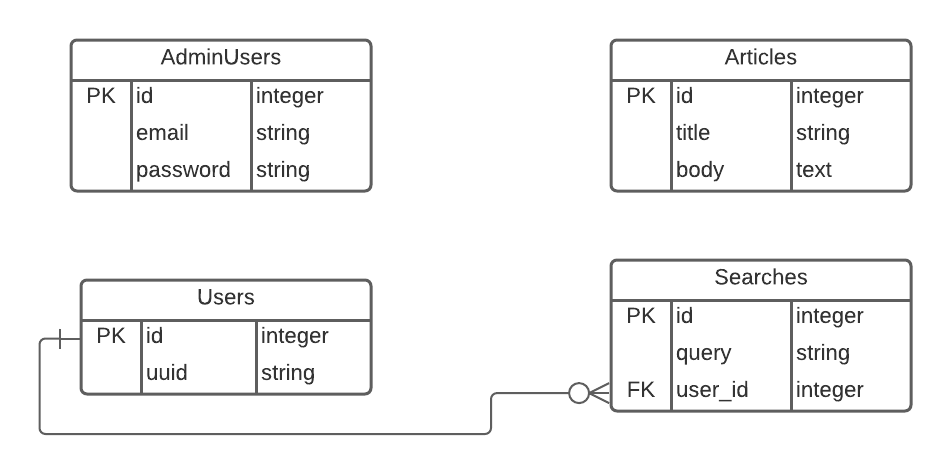 AdminUsers
PK id integer
email string
password string
Articles
PK id integer
title string
body text
Users
PK id integer
uuid string
Searches
PK id integer
query string
FK user_id integer